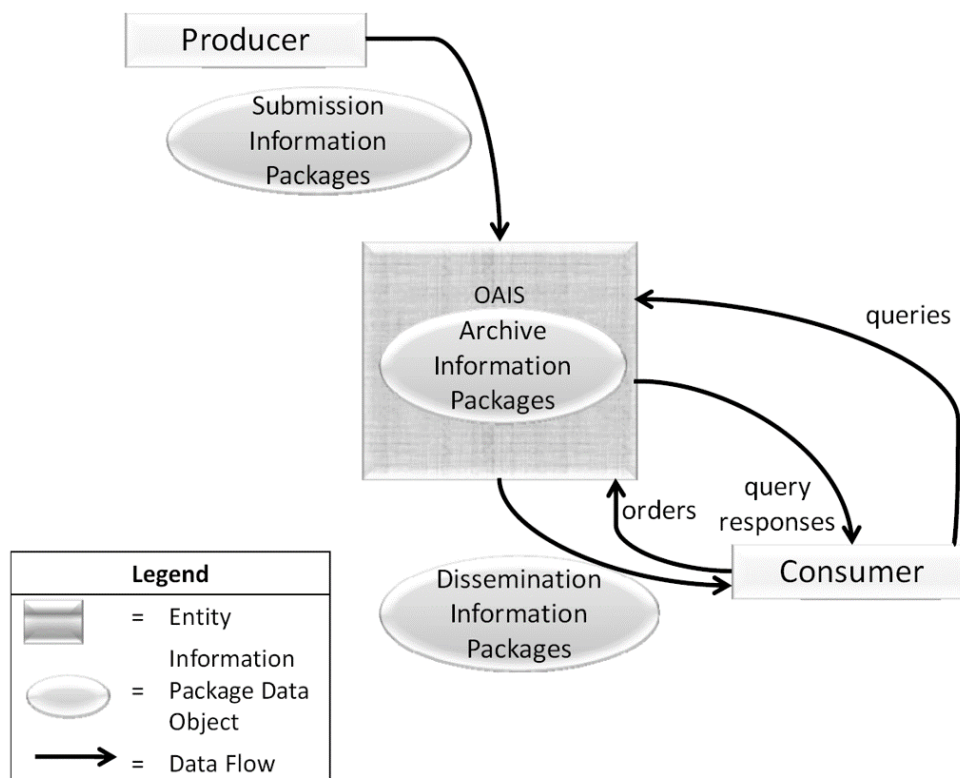 Producer
Submission
Information
Packages
OAIS
Archive
Information
Packages
queries
query
responses
orders
Consumer
Dissemination
Information
Packages
Legend
= Entity
Information
= Package Data
Object
= Data Flow